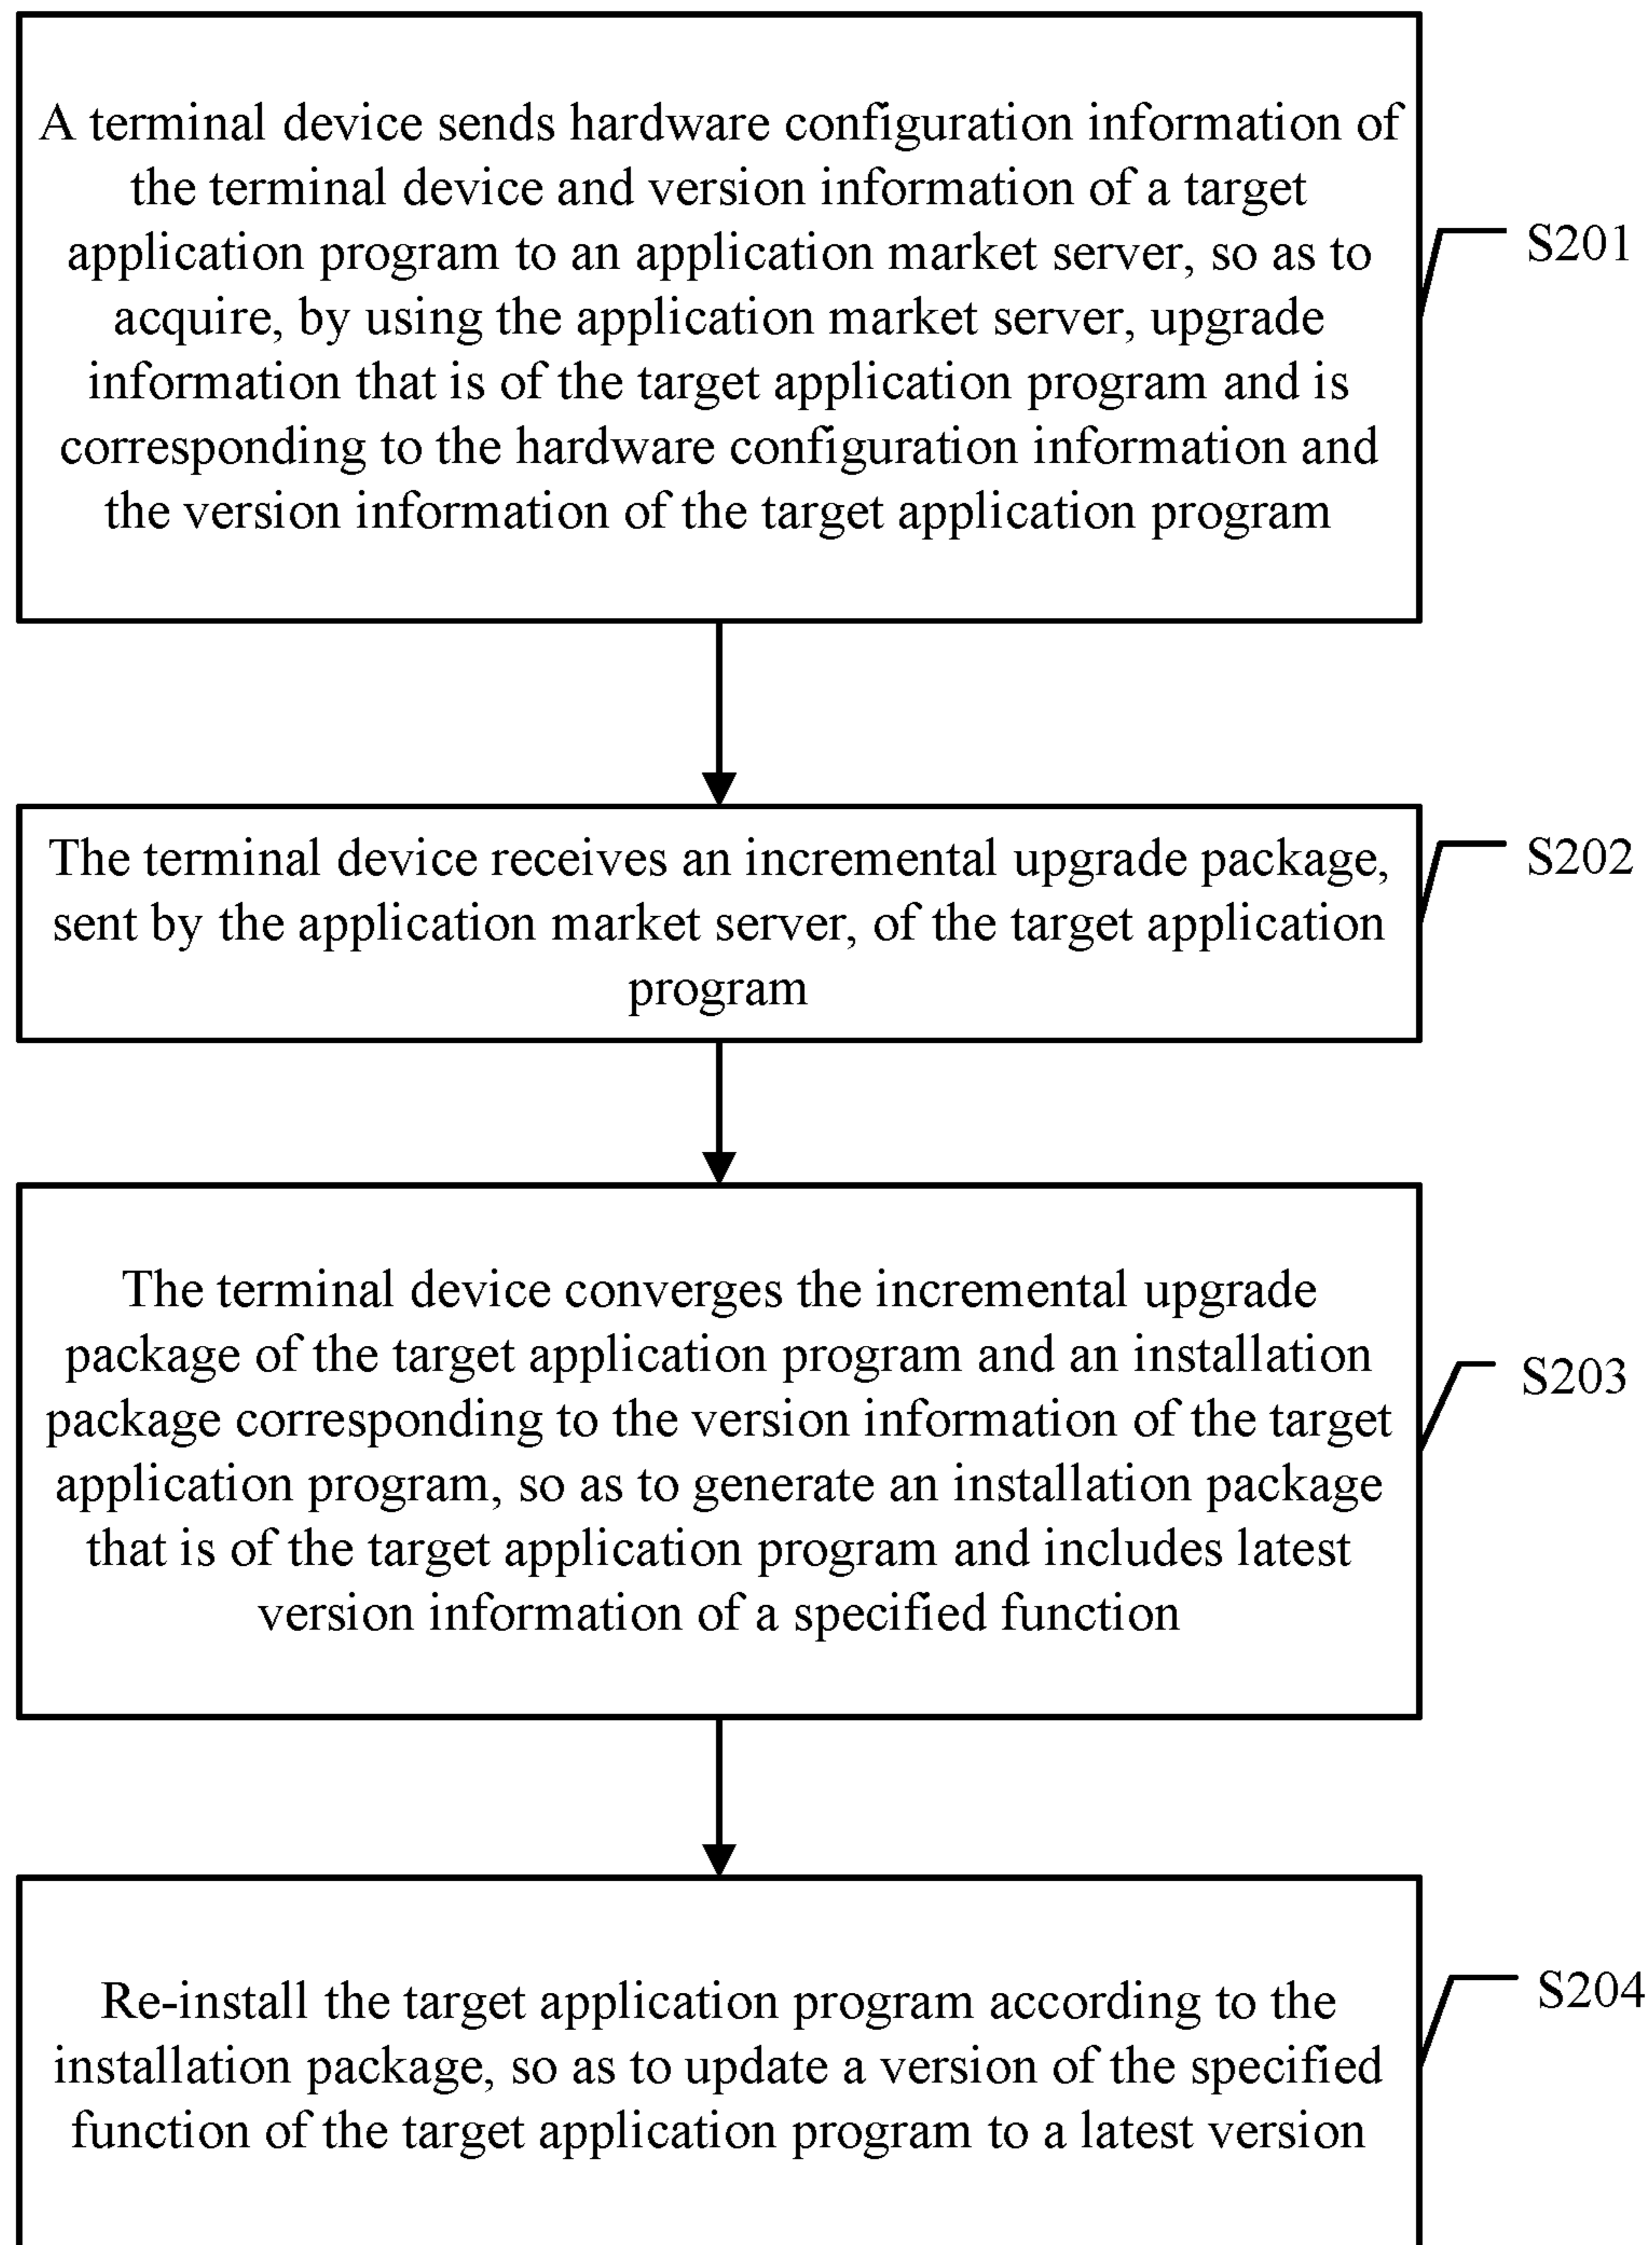 A terminal device sends hardware configuration information of
the terminal device and version information of a target
application program to an application market server, so as to
acquire, by using the application market server, upgrade
information that is of the target application program and is
corresponding to the hardware configuration information and
the version information of the target application program
S201
The terminal device receives an incremental upgrade package,
sent by the application market server, of the target application
program
S202
The terminal device converges the incremental upgrade
package of the target application program and an installation
package corresponding to the version information of the target
application program, so as to generate an installation package
that is of the target application program and includes latest
version information of a specified function
S203
Re-install the target application program according to the
installation package, so as to update a version of the specified
function of the target application program to a latest version
S204